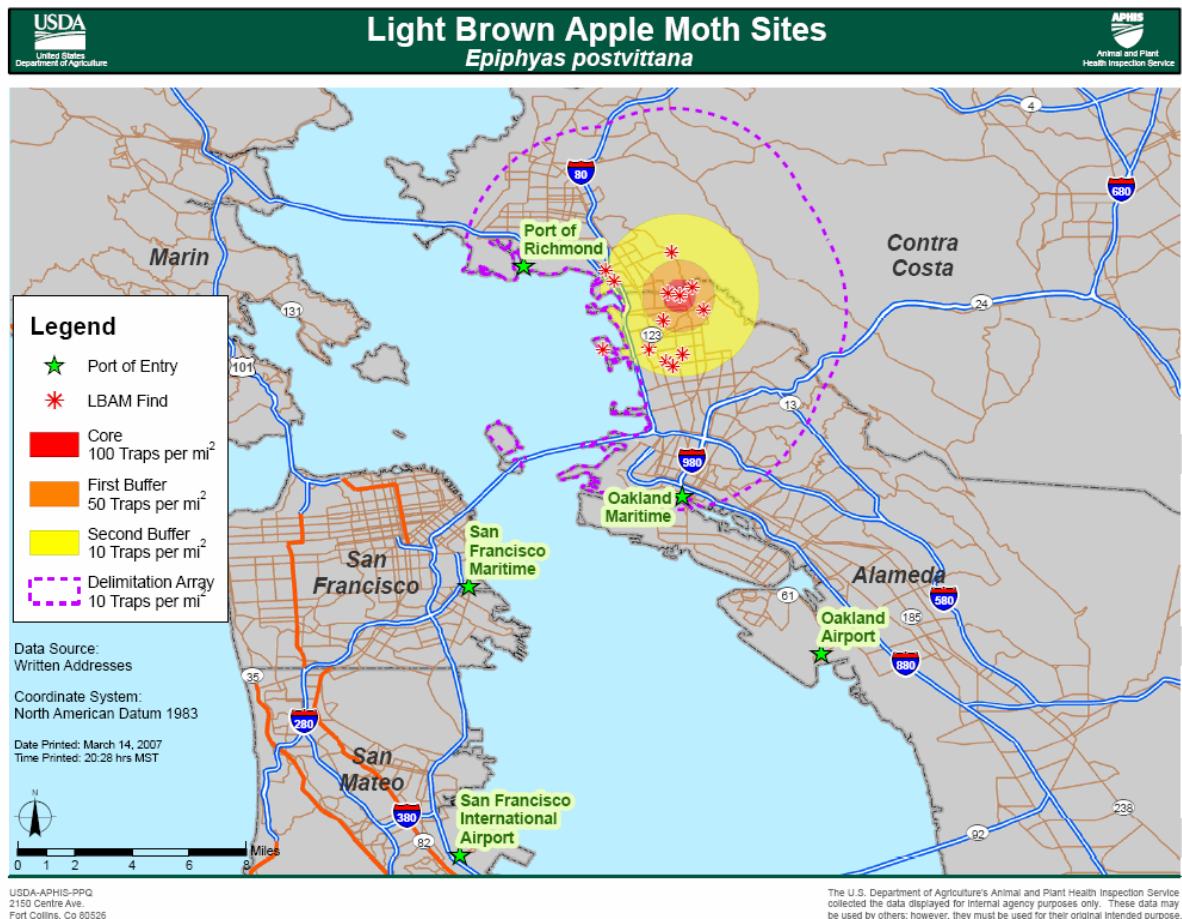 USDA
United States
Department of Agriculture
Light Brown Apple Moth Sites
Epiphyas postvittana
APHIS
Animal and Plant
Health Inspection Service
4
80
680
Port of
Richmond
Marin
Contra
Costa
131
24
101
123
13
980
Oakland
Maritime
San
Francisco
Maritime
San
Francisco
Alameda
61
580
185
Oakland
Airport
880
35
280
San
Mateo
380
82
San Francisco
International
Airport
238
92
Legend
Port of Entry
LBAM Find
Core
100 Traps per mi2
First Buffer
50 Traps per mi2
Second Buffer
10 Traps per mi2
Delimitation Array
10 Traps per mi2
Data Source:
Written Addresses
Coordinate System:
North American Datum 1983
Date Printed: March 14, 2007
Time Printed: 20:28 hrs MST
N
Miles
0 1 2 4 6 8
USDA-APHIS-PPQ
2150 Centre Ave.
Fort Collins, Co 80526
The U.S. Department of Agriculture's Animal and Plant Health Inspection Service
collected the data displayed for internal agency purposes only. These data may
be used by others; however, they must be used for their original intended purpose.